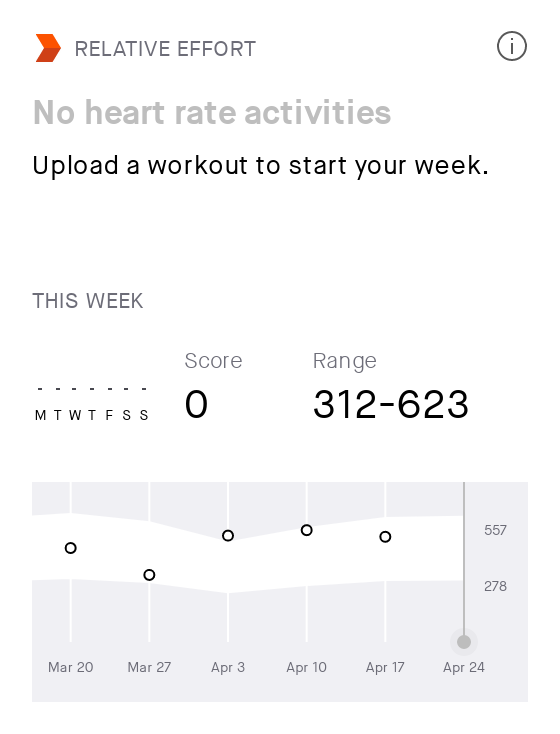 RELATIVE EFFORT
No heart rate activities
Upload a workout to start your week.
THIS WEEK
Score Range
- - - - - - -
M T W T F S S
0 312-623
557
278
Mar 20 Mar 27 Apr 3 Apr 10 Apr 17 Apr 24